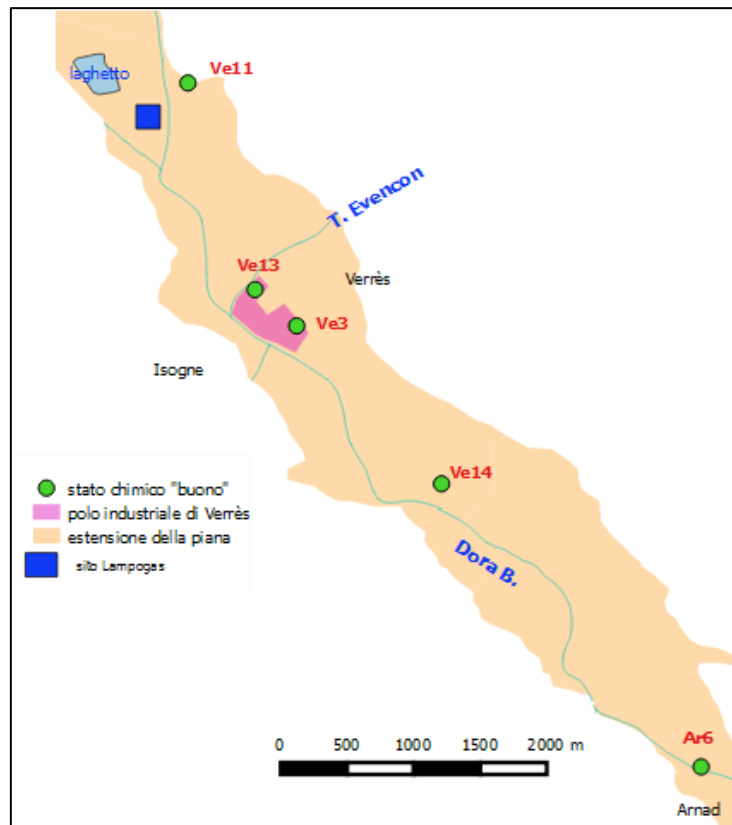 Ve11
laghetto
T. Evencon
Ve13
Verrès
Ve3
Isogne
Ve14
stato chimico "buono"
polo industriale di Verrès
estensione della piana
sito Lampogas
Dora B.
Ar6
0 500 1000 1500 2000 m
Arnad